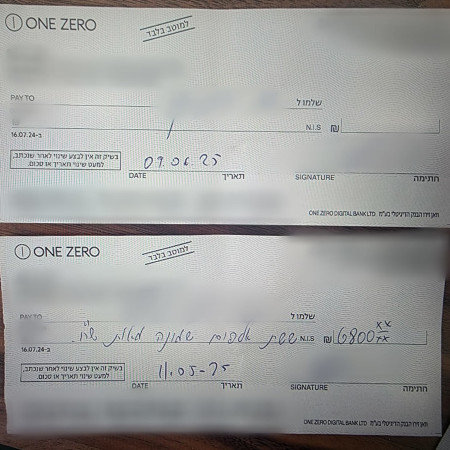 ONE ZERO
למוטב בלבד
PAY TO שלמו ל
N.I.S ₪
ב-16.07.24
בשיק זה אין לבצע שינוי לאחר שנכתב, למעט שינוי תאריך או סכום.
09.06.25
DATE תאריך
SIGNATURE חתימה
ONE ZERO DIGITAL BANK LTD וואן זירו הבנק הדיגיטלי בע"מ
ONE ZERO
למוטב בלבד
PAY TO שלמו ל
ששת אלפים שמונה מאות ש"ח N.I.S ₪ 6800 xx/xx
ב-16.07.24
בשיק זה אין לבצע שינוי לאחר שנכתב, למעט שינוי תאריך או סכום.
11.05-25
DATE תאריך
SIGNATURE חתימה
ONE ZERO DIGITAL BANK LTD וואן זירו הבנק הדיגיטלי בע"מ